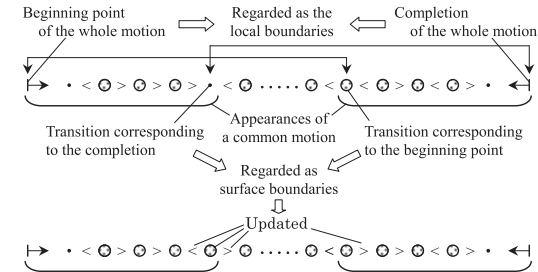 Beginning point
of the whole motion
Regarded as the
local boundaries
Completion
of the whole motion
• < > > > • < ..... < < > < > •
Appearances of
a common motion
Transition corresponding
to the completion
Transition corresponding
to the beginning point
Regarded as
surface boundaries
Updated
• < > > < > < ..... < > > < > •